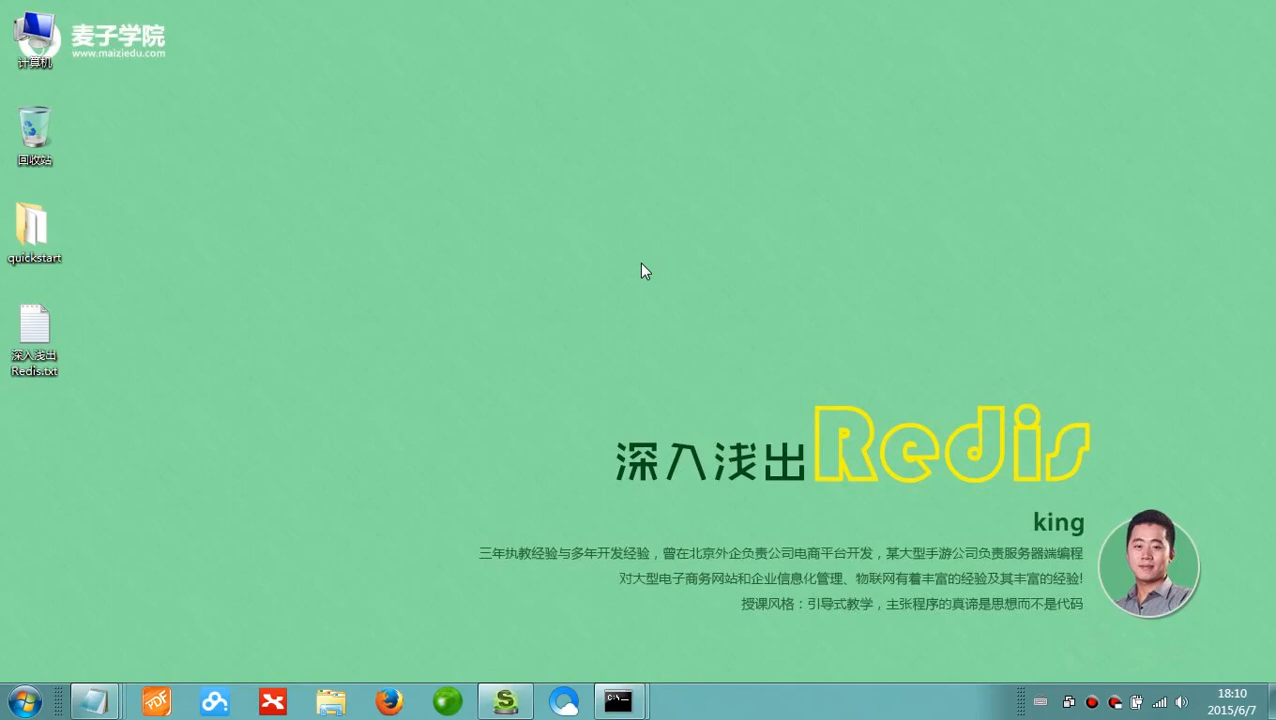 麦子学院
www.maiziedu.com
计算机
回收站
quickstart
深入浅出
Redis.txt
深入浅出Redis
king
三年执教经验与多年开发经验，曾在北京外企负责公司电商平台开发，某大型手游公司负责服务器端编程
对大型电子商务网站和企业信息化管理、物联网有着丰富的经验及其丰富的经验!
授课风格：引导式教学，主张程序的真谛是思想而不是代码
PDF
S
C:\_
18:10
2015/6/7